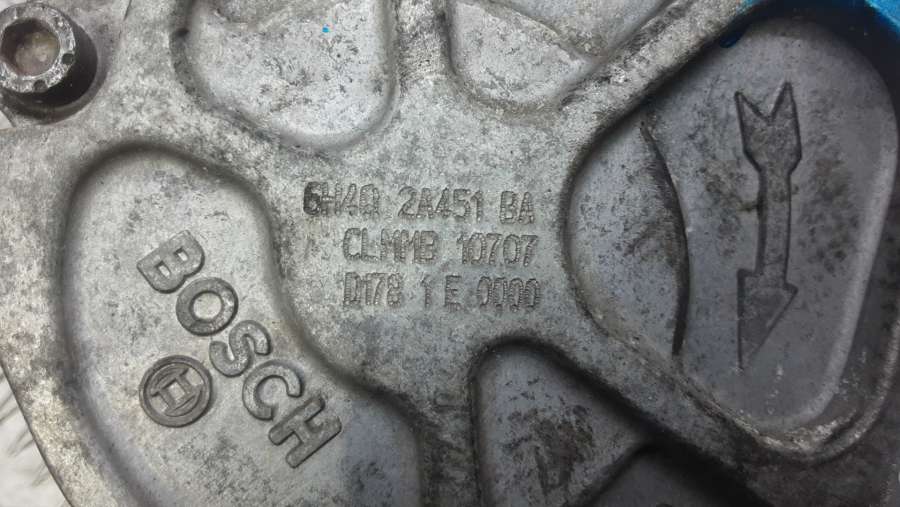 6H4Q 2A451 BA
CLMMB 10707
D178 1 E 0000
BOSCH